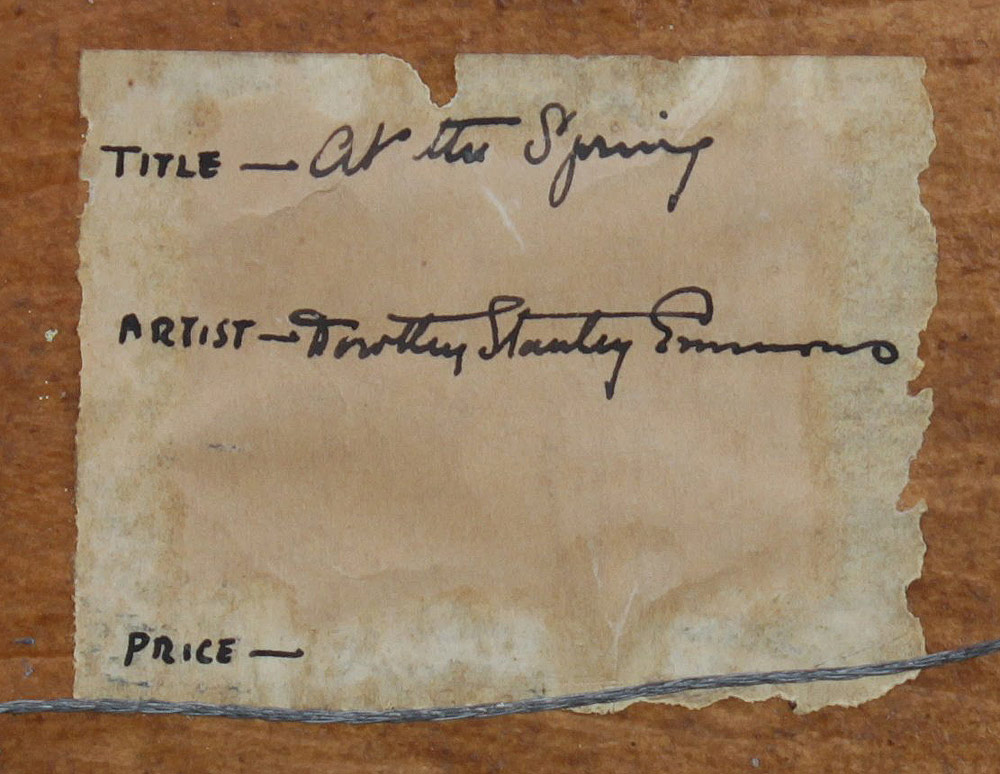 TITLE — At the Spring
ARTIST — Dorothy Stanley Emmons
PRICE —